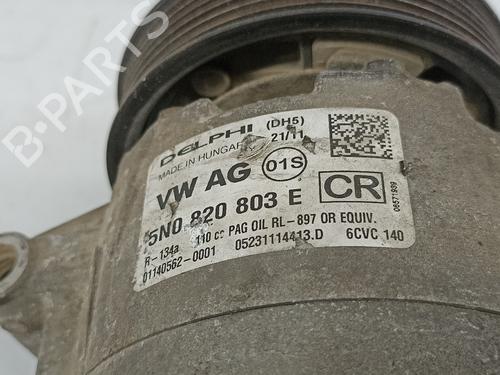 B-PARTS
DELPHI (DH5)
MADE IN HUNGARY 21/11
VW AG 01S
5N0 820 803 E CR
R-134a 110 cc PAG OIL RL-897 OR EQUIV.
01140562-0001 05231114413.D 6CVC 140
06571989